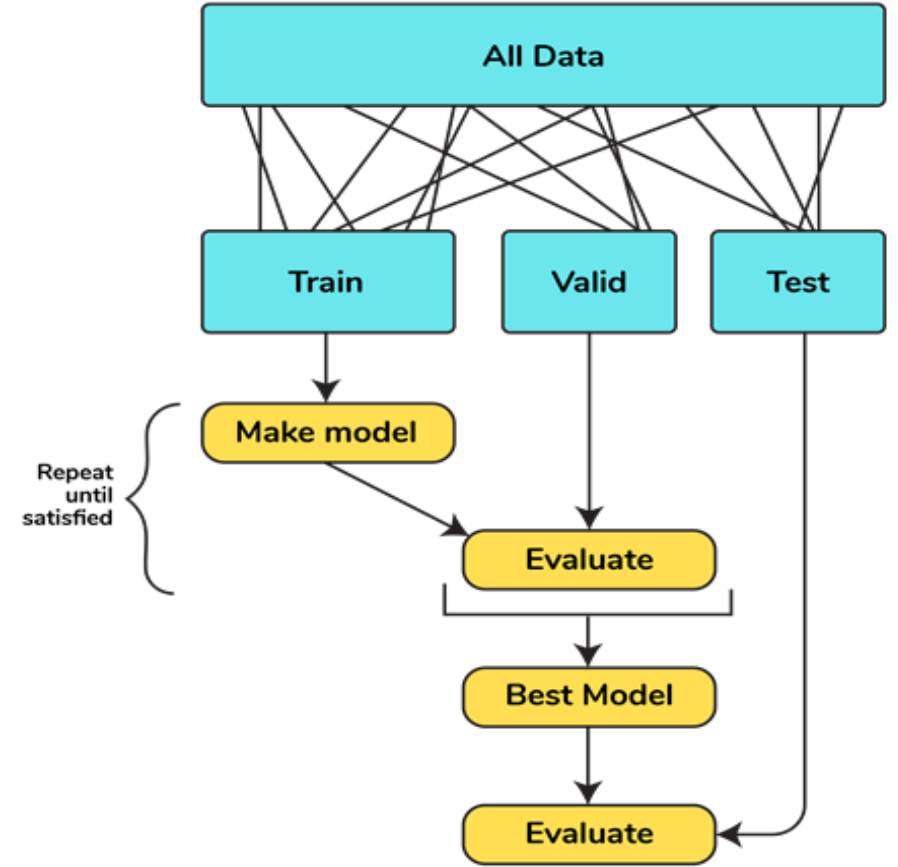 All Data
Train
Valid
Test
Make model
Repeat
until
satisfied
Evaluate
Best Model
Evaluate